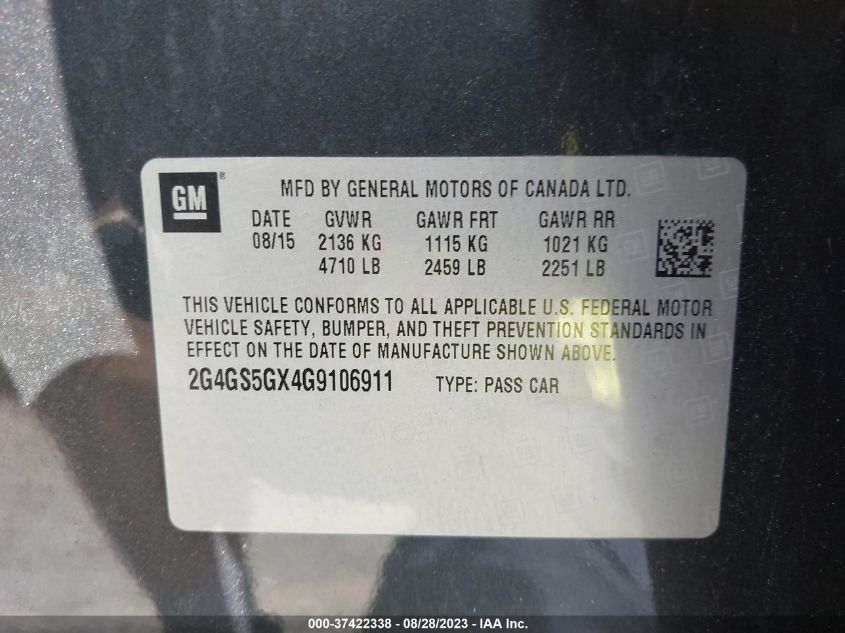 GM®
MFD BY GENERAL MOTORS OF CANADA LTD.
DATE GVWR GAWR FRT GAWR RR
08/15 2136 KG 1115 KG 1021 KG
4710 LB 2459 LB 2251 LB
THIS VEHICLE CONFORMS TO ALL APPLICABLE U.S. FEDERAL MOTOR
VEHICLE SAFETY, BUMPER, AND THEFT PREVENTION STANDARDS IN
EFFECT ON THE DATE OF MANUFACTURE SHOWN ABOVE.
2G4GS5GX4G9106911 TYPE: PASS CAR
000-37422338 - 08/28/2023 - IAA Inc.